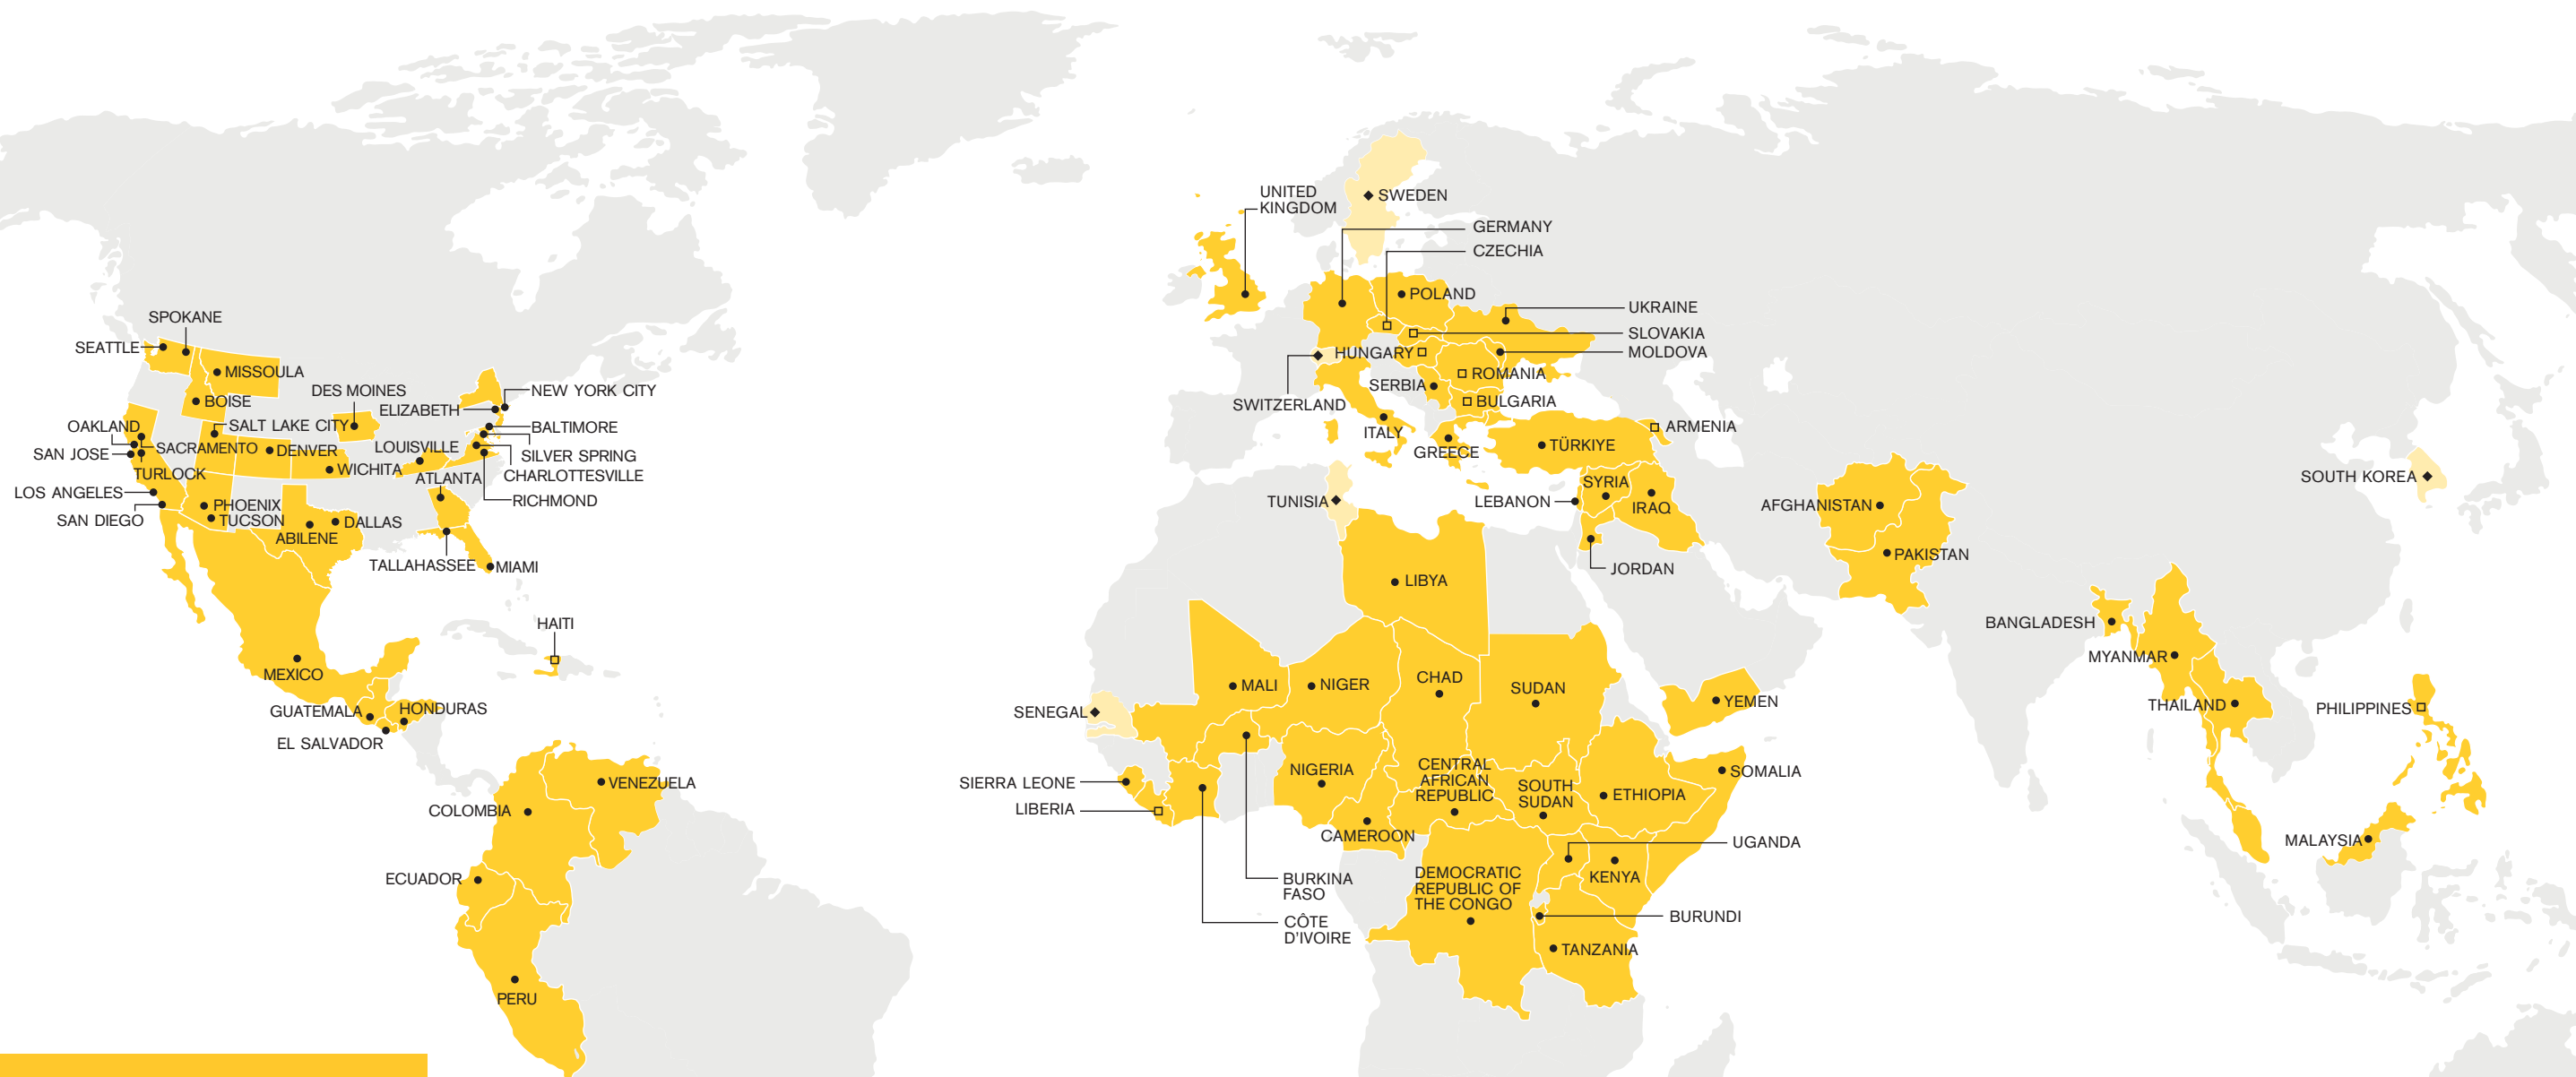 SPOKANE
SEATTLE
MISSOULA
DES MOINES
NEW YORK CITY
BOISE
ELIZABETH
OAKLAND
SALT LAKE CITY
BALTIMORE
SAN JOSE
SACRAMENTO
DENVER
LOUISVILLE
SILVER SPRING
TURLOCK
WICHITA
ATLANTA
CHARLOTTESVILLE
LOS ANGELES
PHOENIX
RICHMOND
SAN DIEGO
TUCSON
DALLAS
ABILENE
TALLAHASSEE
MIAMI
HAITI
MEXICO
GUATEMALA
HONDURAS
EL SALVADOR
VENEZUELA
COLOMBIA
ECUADOR
PERU
UNITED
KINGDOM
SWEDEN
GERMANY
CZECHIA
POLAND
UKRAINE
SLOVAKIA
HUNGARY
MOLDOVA
ROMANIA
SERBIA
SWITZERLAND
BULGARIA
ITALY
ARMENIA
GREECE
TÜRKIYE
TUNISIA
LEBANON
SYRIA
IRAQ
JORDAN
LIBYA
AFGHANISTAN
PAKISTAN
SOUTH KOREA
BANGLADESH
MYANMAR
THAILAND
PHILIPPINES
MALAYSIA
MALI
NIGER
CHAD
SUDAN
YEMEN
SENEGAL
SIERRA LEONE
LIBERIA
NIGERIA
CENTRAL
AFRICAN
REPUBLIC
SOUTH
SUDAN
ETHIOPIA
SOMALIA
CAMEROON
UGANDA
BURKINA
FASO
DEMOCRATIC
REPUBLIC OF
THE CONGO
KENYA
CÔTE
D'IVOIRE
BURUNDI
TANZANIA